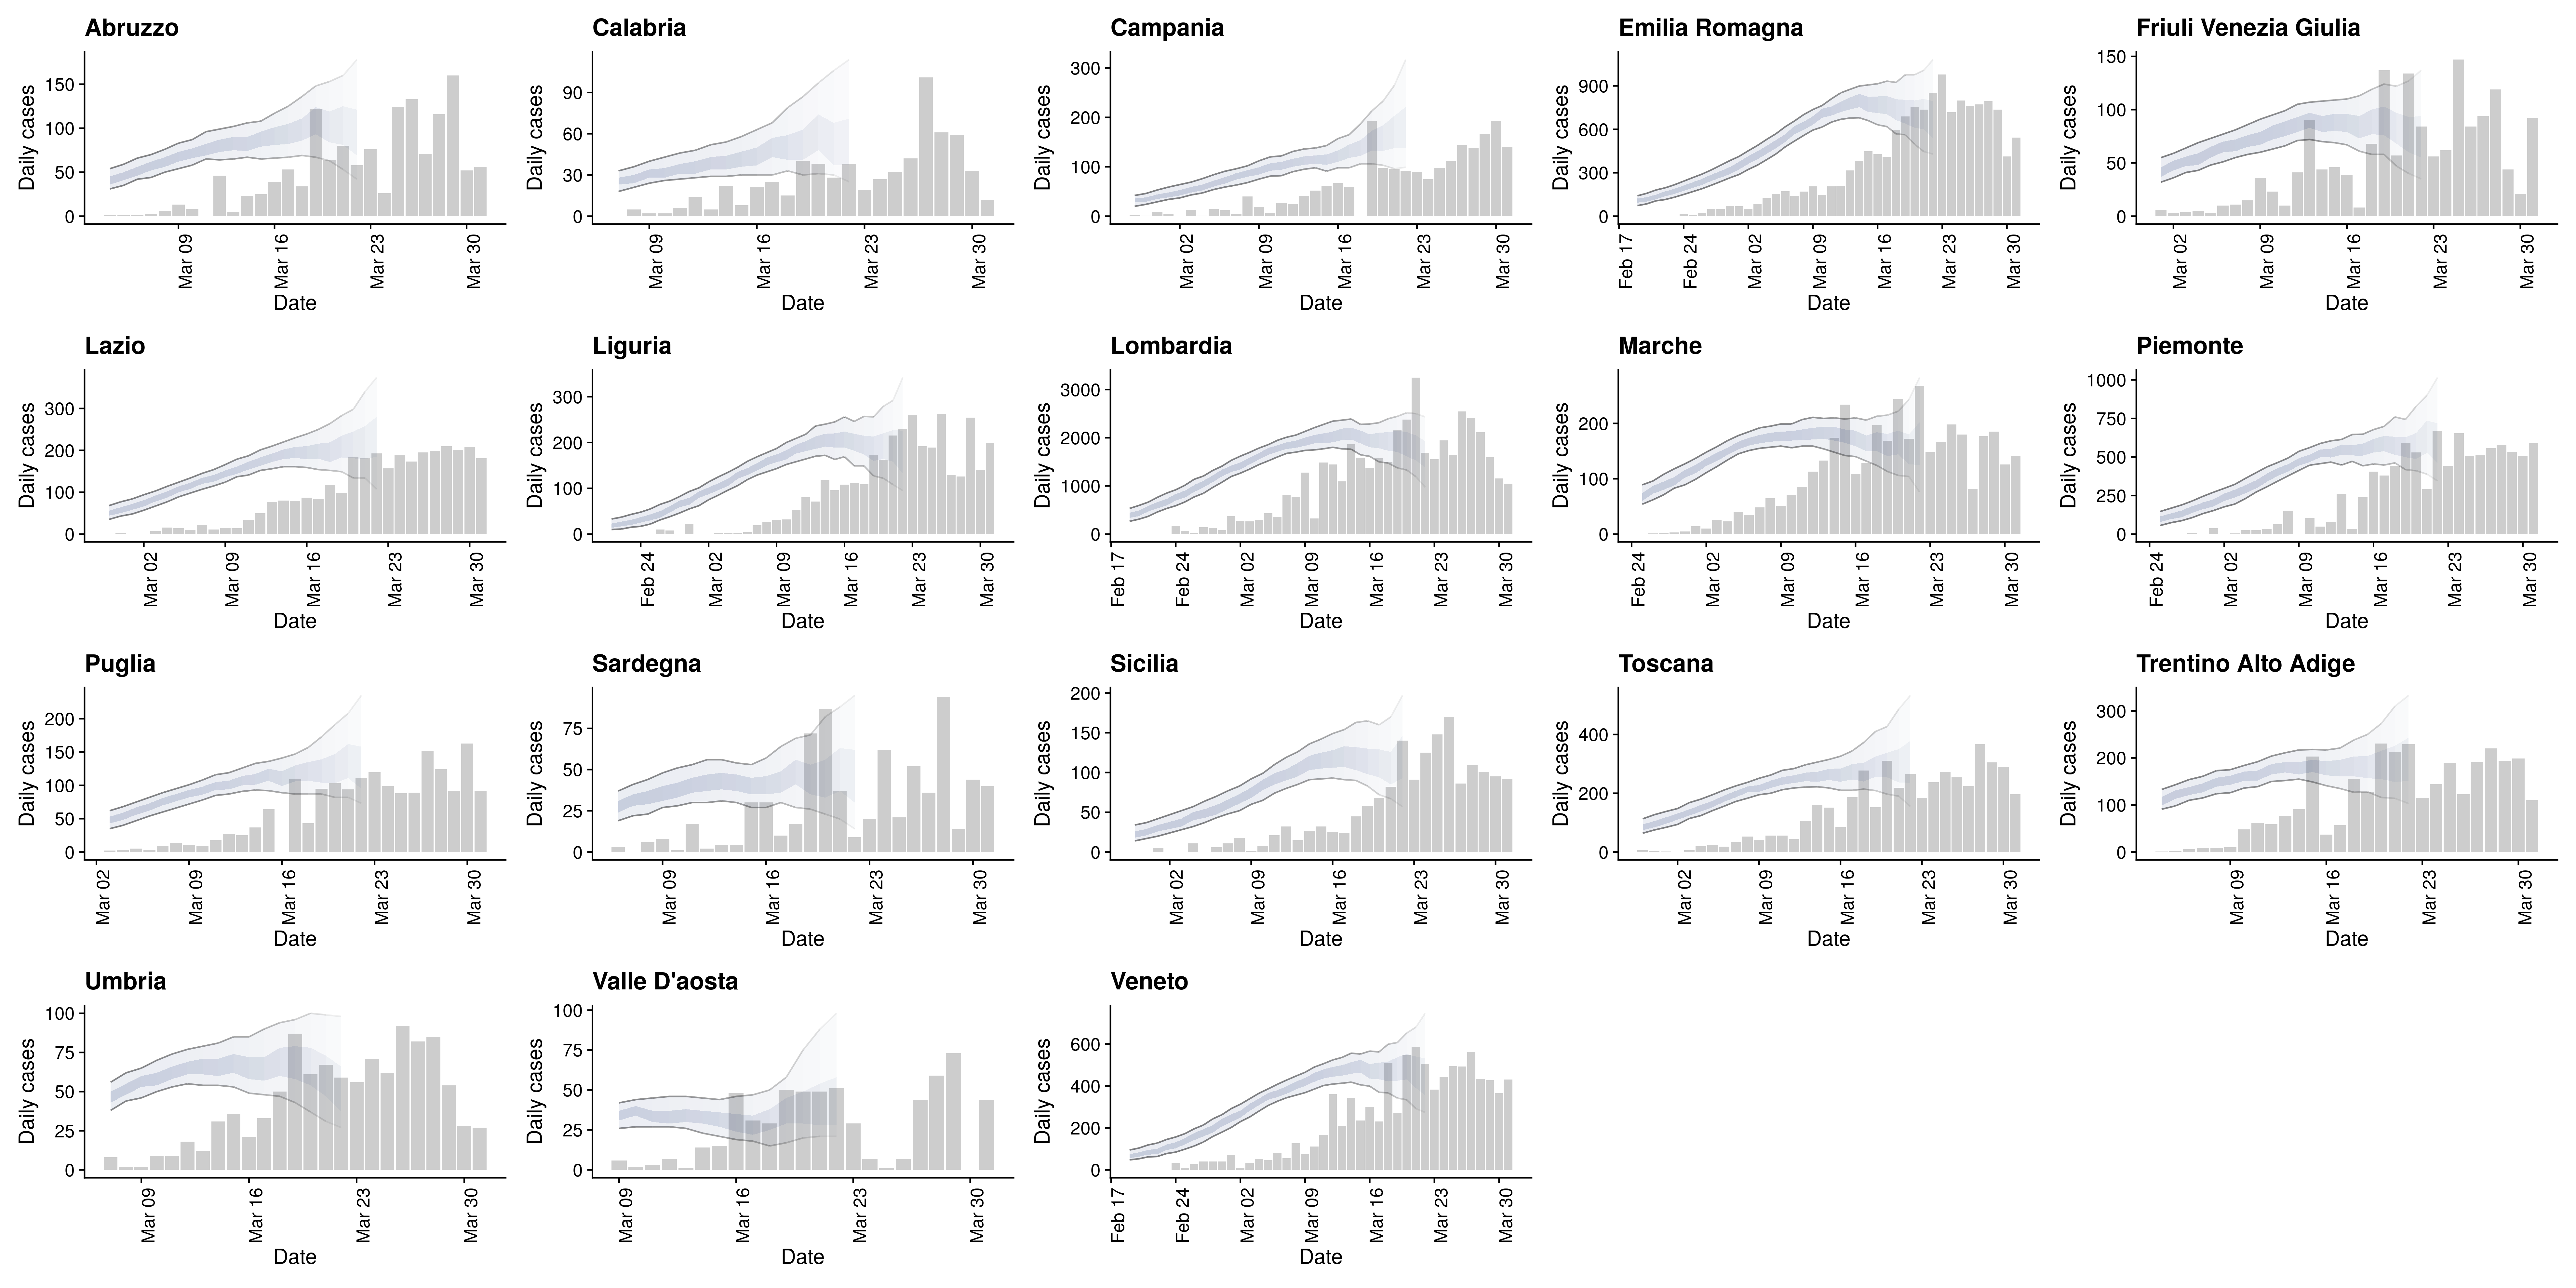 Abruzzo
Daily cases
150
100
50
0
Mar 09
Mar 16
Mar 23
Mar 30
Date
Calabria
Daily cases
90
60
30
0
Mar 09
Mar 16
Mar 23
Mar 30
Date
Campania
Daily cases
300
200
100
0
Mar 02
Mar 09
Mar 16
Mar 23
Mar 30
Date
Emilia Romagna
Daily cases
900
600
300
0
Feb 17
Feb 24
Mar 02
Mar 09
Mar 16
Mar 23
Mar 30
Date
Friuli Venezia Giulia
Daily cases
150
100
50
0
Mar 02
Mar 09
Mar 16
Mar 23
Mar 30
Date
Lazio
Daily cases
300
200
100
0
Mar 02
Mar 09
Mar 16
Mar 23
Mar 30
Date
Liguria
Daily cases
300
200
100
0
Feb 24
Mar 02
Mar 09
Mar 16
Mar 23
Mar 30
Date
Lombardia
Daily cases
3000
2000
1000
0
Feb 17
Feb 24
Mar 02
Mar 09
Mar 16
Mar 23
Mar 30
Date
Marche
Daily cases
200
100
0
Feb 24
Mar 02
Mar 09
Mar 16
Mar 23
Mar 30
Date
Piemonte
Daily cases
1000
750
500
250
0
Feb 24
Mar 02
Mar 09
Mar 16
Mar 23
Mar 30
Date
Puglia
Daily cases
200
150
100
50
0
Mar 02
Mar 09
Mar 16
Mar 23
Mar 30
Date
Sardegna
Daily cases
75
50
25
0
Mar 09
Mar 16
Mar 23
Mar 30
Date
Sicilia
Daily cases
200
150
100
50
0
Mar 02
Mar 09
Mar 16
Mar 23
Mar 30
Date
Toscana
Daily cases
400
200
0
Mar 02
Mar 09
Mar 16
Mar 23
Mar 30
Date
Trentino Alto Adige
Daily cases
300
200
100
0
Mar 09
Mar 16
Mar 23
Mar 30
Date
Umbria
Daily cases
100
75
50
25
0
Mar 09
Mar 16
Mar 23
Mar 30
Date
Valle D'aosta
Daily cases
100
75
50
25
0
Mar 09
Mar 16
Mar 23
Mar 30
Date
Veneto
Daily cases
600
400
200
0
Feb 17
Feb 24
Mar 02
Mar 09
Mar 16
Mar 23
Mar 30
Date